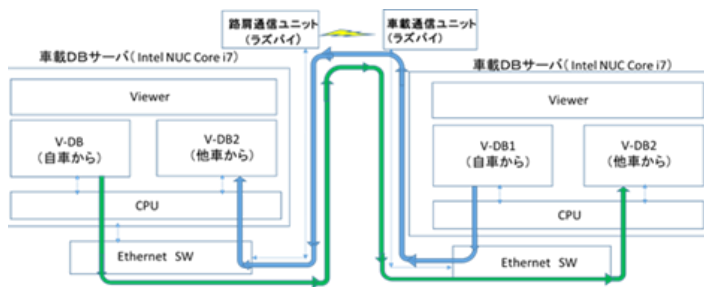 路肩通信ユニット
(ラズパイ)
車載通信ユニット
(ラズパイ)
車載DBサーバ(Intel NUC Core i7)
車載DBサーバ(Intel NUC Core i7)
Viewer
Viewer
V-DB
(自車から)
V-DB2
(他車から)
V-DB1
(自車から)
V-DB2
(他車から)
CPU
CPU
Ethernet SW
Ethernet SW